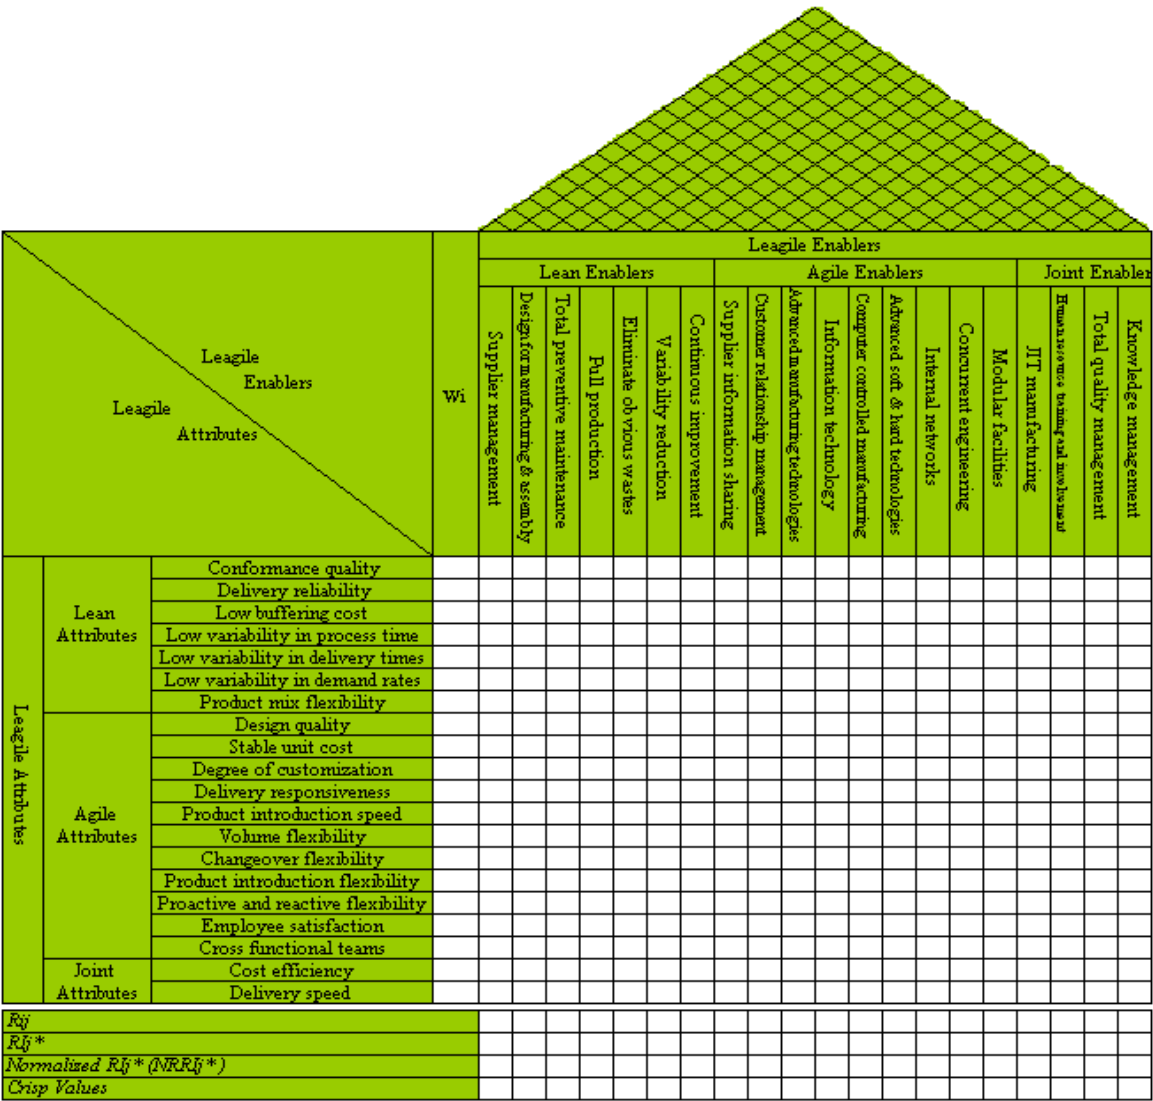 Leagile Enablers
Lean Enablers
Agile Enablers
Joint Enabler
Leagile
Enablers
Leagile
Attributes
Wi
Supplier management
Design for manufacturing & assembly
Total preventive maintenance
Pull production
Eliminate obvious wastes
Variability reduction
Continuous improvement
Supplier information sharing
Customer relationship management
Advanced manufacturing technologies
Information technology
Computer controlled manufacturing
Advanced soft & hard technologies
Internal networks
Concurrent engineering
Modular facilities
JIT manufacturing
Human resource training and involvement
Total quality management
Knowledge management
Leagile Attributes
Lean
Attributes
Conformance quality
Delivery reliability
Low buffering cost
Low variability in process time
Low variability in delivery times
Low variability in demand rates
Product mix flexibility
Agile
Attributes
Design quality
Stable unit cost
Degree of customization
Delivery responsiveness
Product introduction speed
Volume flexibility
Changeover flexibility
Product introduction flexibility
Proactive and reactive flexibility
Employee satisfaction
Cross functional teams
Joint
Attributes
Cost efficiency
Delivery speed
Rij
RIj*
Normalized RIj* (NRRIj*)
Crisp Values